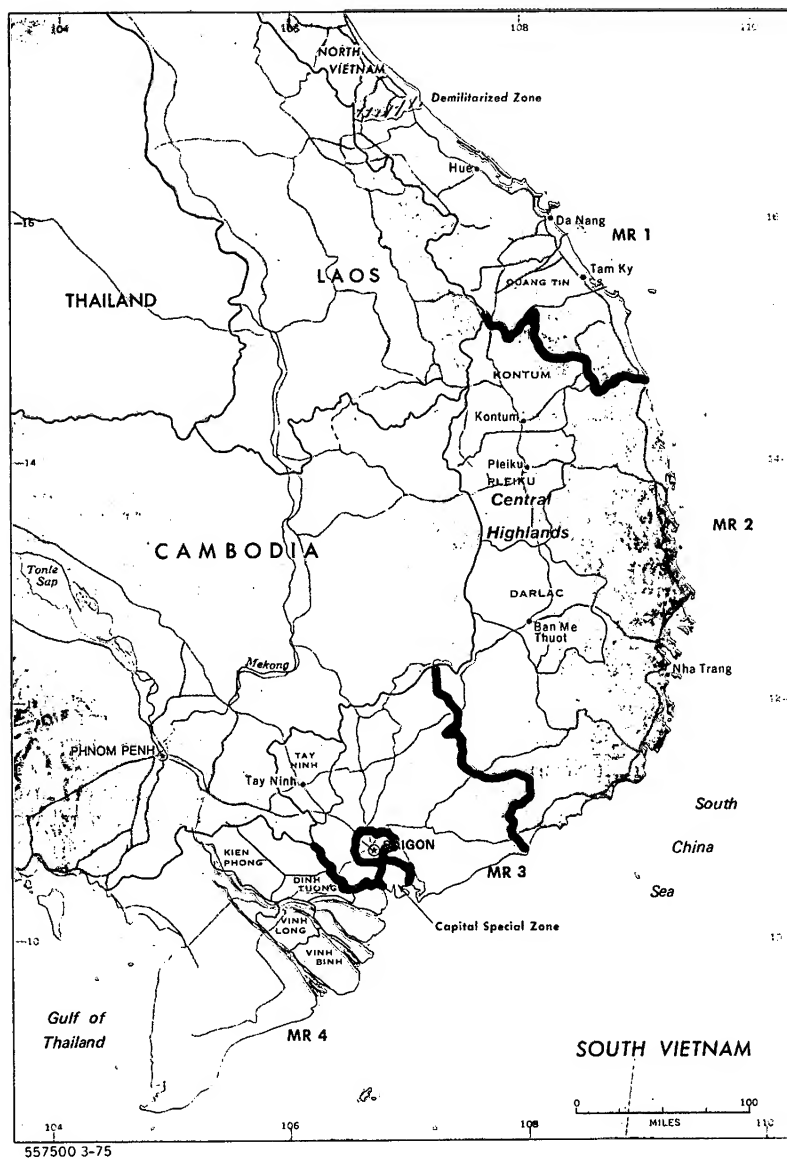 104
106
108
110
NORTH
VIETNAM
Demilitarized Zone
Hue
16
Da Nang
16
MR 1
LAOS
Tam Ky
QUANG TIN
THAILAND
KONTUM
Kontum
14
Pleiku
14
PLEIKU
Central
Highlands
MR 2
CAMBODIA
Tonle
Sap
DARLAC
Ban Me
Thuot
Mekong
Nha Trang
12
PHNOM PENH
TAY
NINH
Tay Ninh
South
China
Sea
SAIGON
KIEN
PHONG
MR 3
DINH
TUONG
VINH
LONG
Capital Special Zone
VINH
BINH
10
10
Gulf of
Thailand
MR 4
SOUTH VIETNAM
0
100
MILES
104
106
108
110
557500 3-75